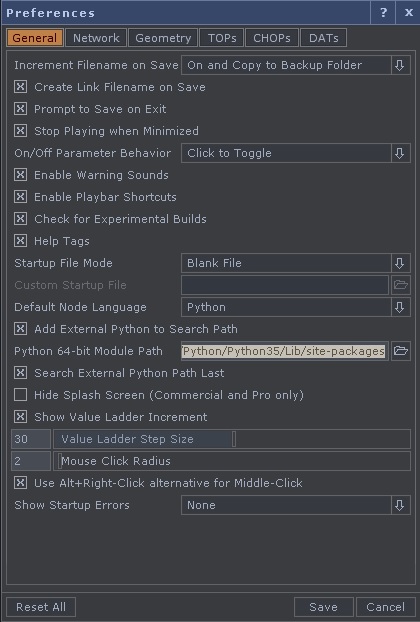 Preferences ? x
General Network Geometry TOPs CHOPs DATs
Increment Filename on Save On and Copy to Backup Folder
Create Link Filename on Save
Prompt to Save on Exit
Stop Playing when Minimized
On/Off Parameter Behavior Click to Toggle
Enable Warning Sounds
Enable Playbar Shortcuts
Check for Experimental Builds
Help Tags
Startup File Mode Blank File
Custom Startup File
Default Node Language Python
Add External Python to Search Path
Python 64-bit Module Path Python/Python35/Lib/site-packages
Search External Python Path Last
Hide Splash Screen (Commercial and Pro only)
Show Value Ladder Increment
30 Value Ladder Step Size
2 Mouse Click Radius
Use Alt+Right-Click alternative for Middle-Click
Show Startup Errors None
Reset All Save Cancel